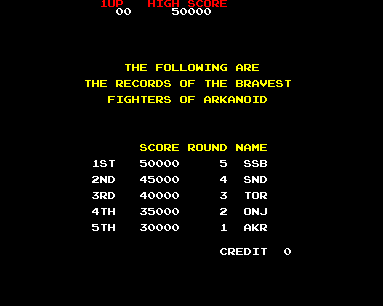 1UP HIGH SCORE
00 50000
THE FOLLOWING ARE
THE RECORDS OF THE BRAVEST
FIGHTERS OF ARKANOID
SCORE ROUND NAME
1ST 50000 5 SSB
2ND 45000 4 SND
3RD 40000 3 TOR
4TH 35000 2 ONJ
5TH 30000 1 AKR
CREDIT 0